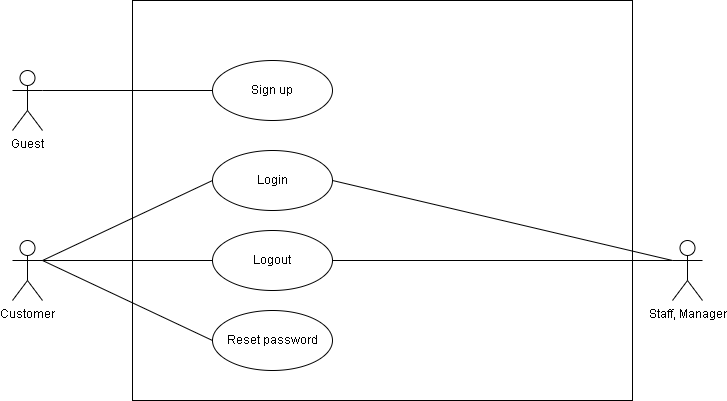 Sign up
Guest
Login
Logout
Customer
Staff, Manager
Reset password